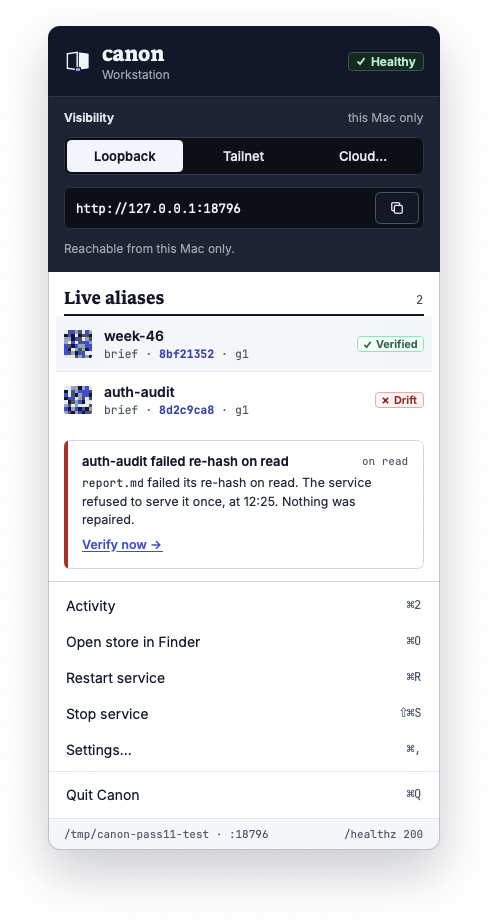 canon
Workstation
✓ Healthy
Visibility this Mac only
Loopback Tailnet Cloud…
http://127.0.0.1:18796
Reachable from this Mac only.
Live aliases 2
week-46
brief · 8bf21352 · g1
✓ Verified
auth-audit
brief · 8d2c9ca8 · g1
× Drift
auth-audit failed re-hash on read on read
report.md failed its re-hash on read. The service
refused to serve it once, at 12:25. Nothing was
repaired.
Verify now →
Activity ⌘2
Open store in Finder ⌘O
Restart service ⌘R
Stop service ⇧⌘S
Settings… ⌘,
Quit Canon ⌘Q
/tmp/canon-pass11-test · :18796 /healthz 200